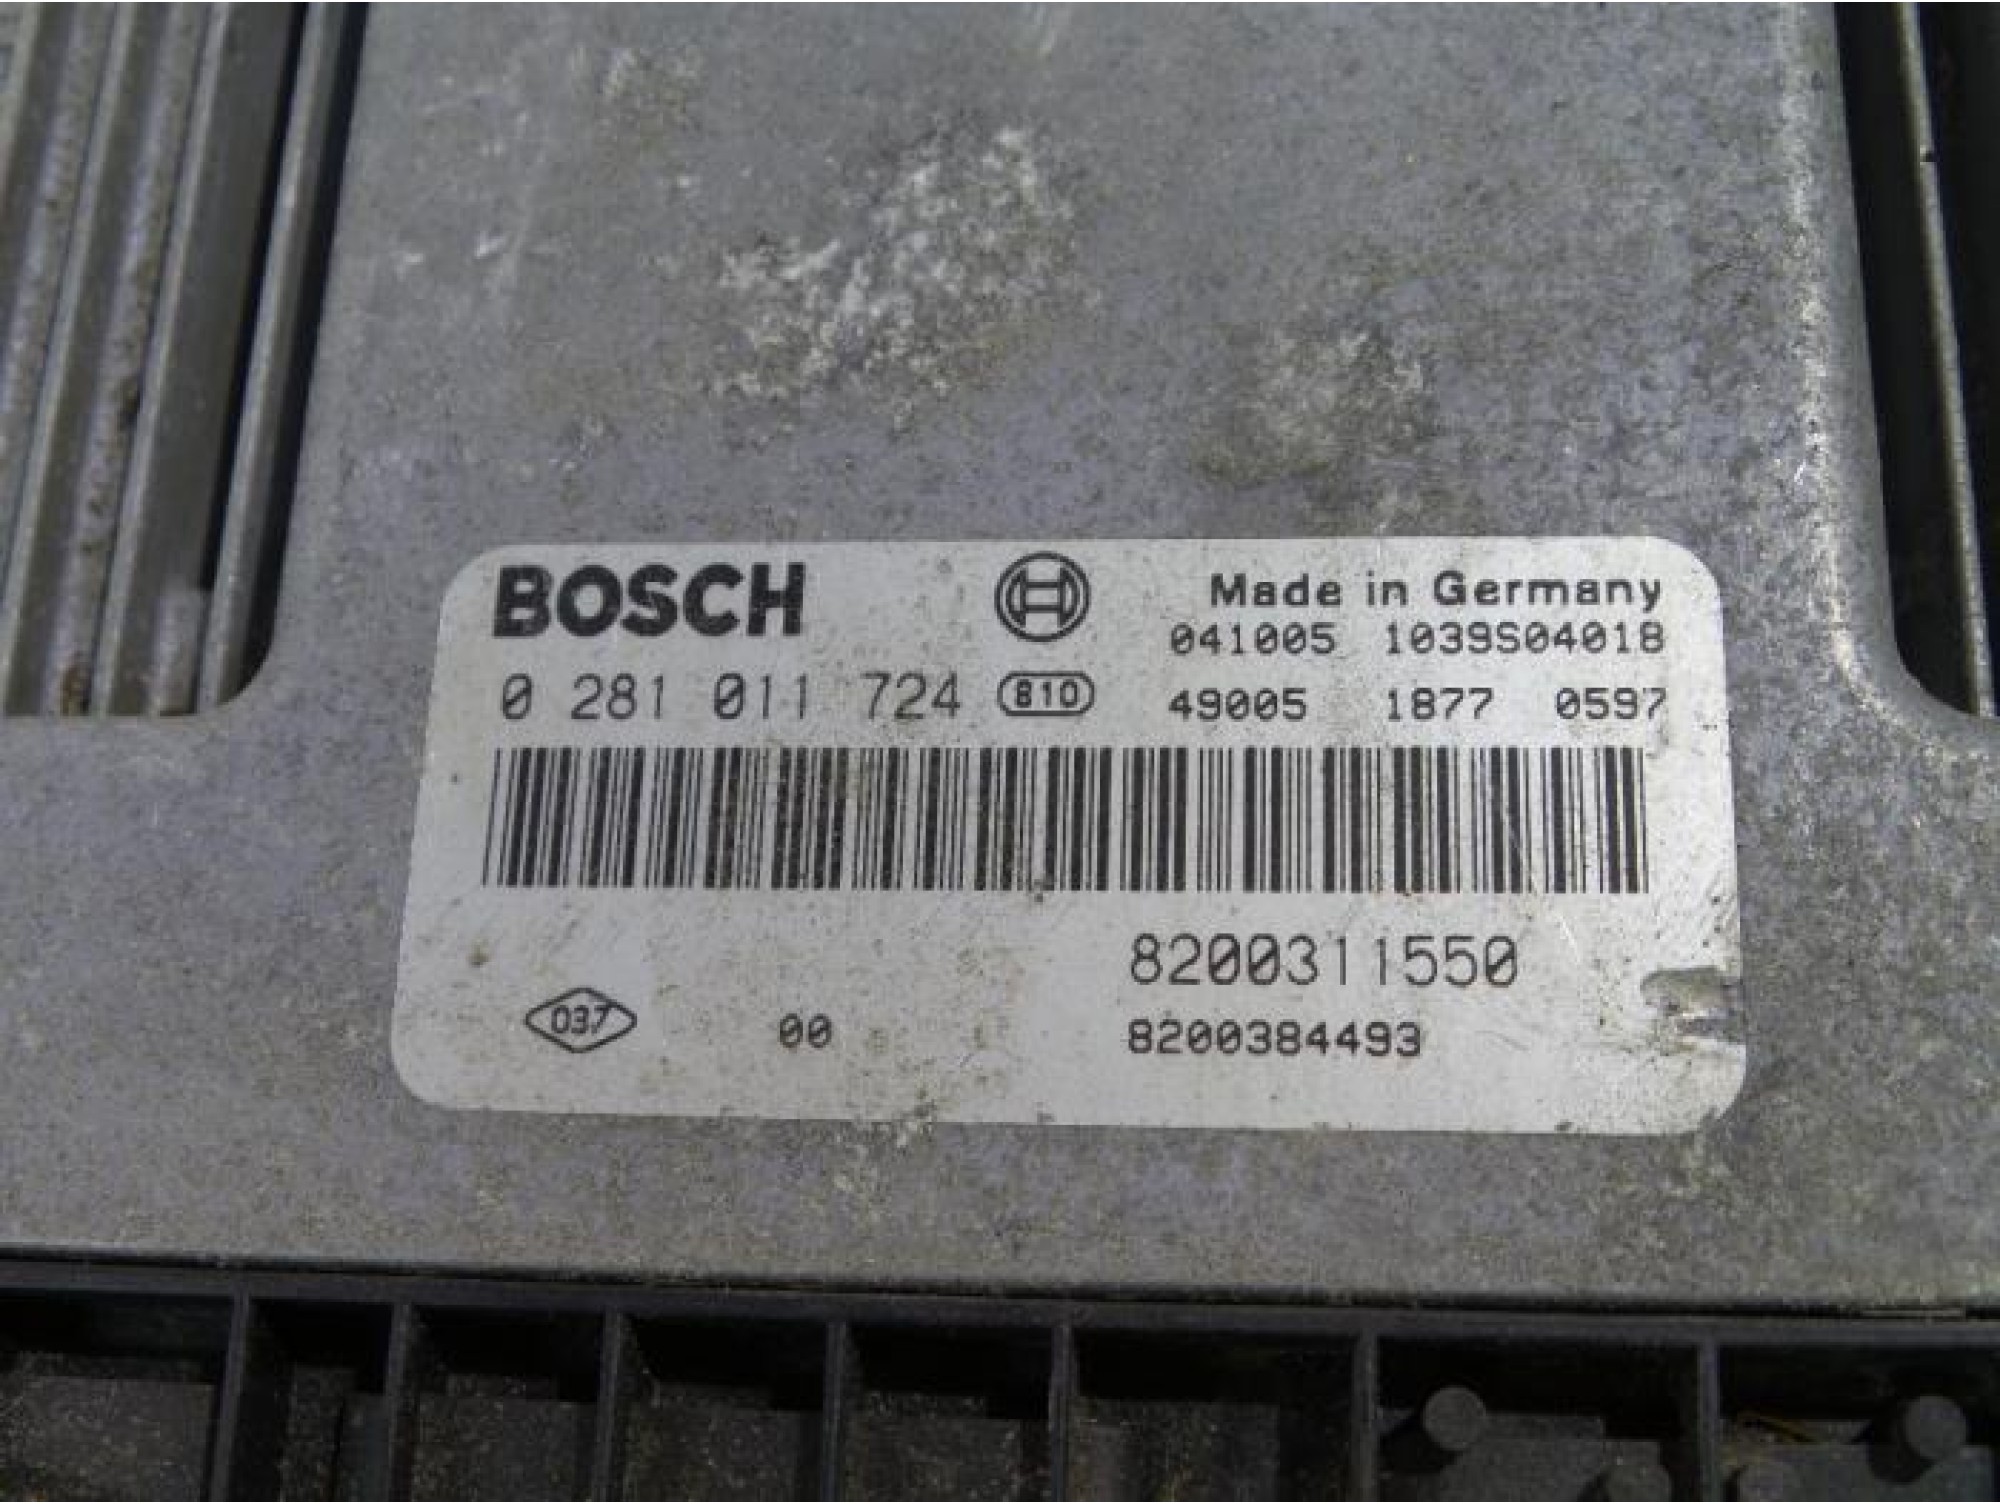 BOSCH
Made in Germany
041005 1039S04018
0 281 011 724 810 49005 1877 0597
8200311550
037 00 8200384493